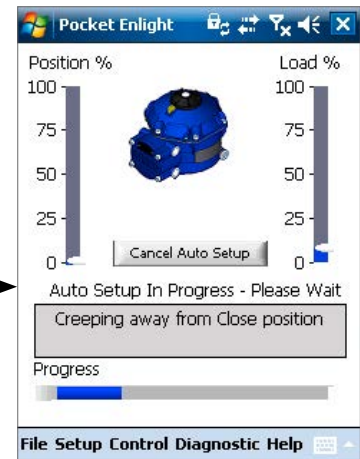 Pocket Enlight
Position %
Load %
100
100
75
75
50
50
25
25
0
0
Cancel Auto Setup
Auto Setup In Progress - Please Wait
Creeping away from Close position
Progress
File Setup Control Diagnostic Help